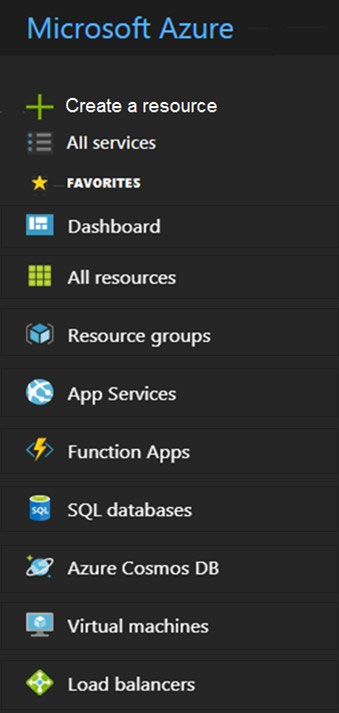 Microsoft Azure
Create a resource
All services
FAVORITES
Dashboard
All resources
Resource groups
App Services
Function Apps
SQL
SQL databases
Azure Cosmos DB
Virtual machines
Load balancers